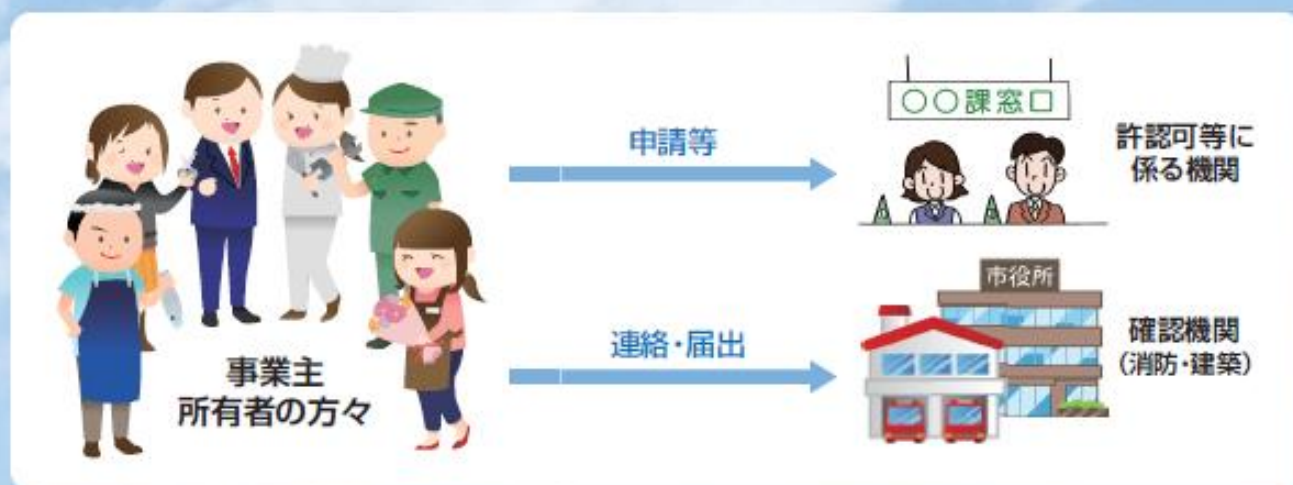 事業主
所有者の方々
申請等
〇〇課窓口
許認可等に
係る機関
連絡・届出
市役所
確認機関
（消防・建築）